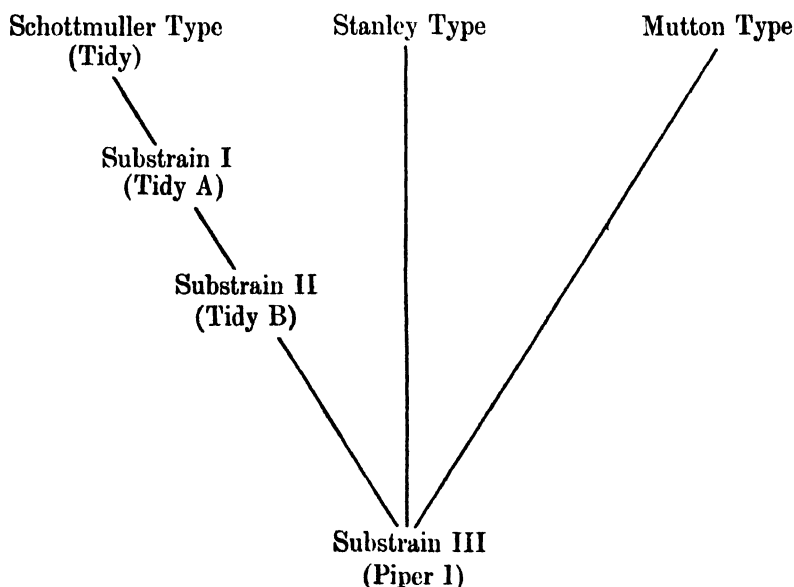 Schottmuller Type
(Tidy)
Stanley Type
Mutton Type
Substrain I
(Tidy A)
Substrain II
(Tidy B)
Substrain III
(Piper 1)